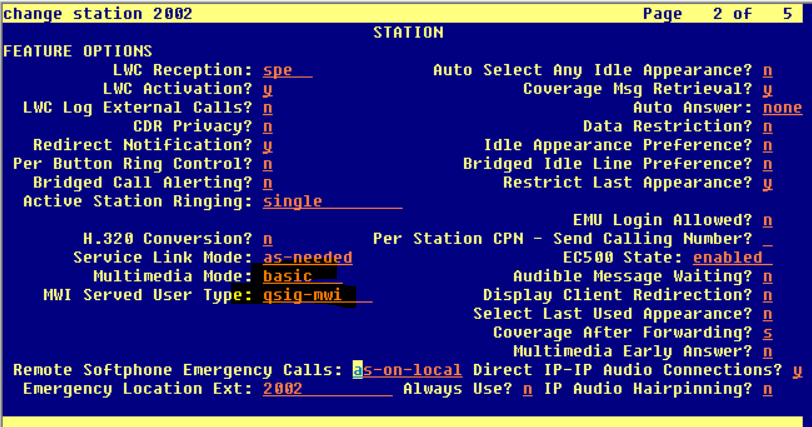 change station 2002 Page 2 of 5
STATION
FEATURE OPTIONS
LWC Reception: spe Auto Select Any Idle Appearance? n
LWC Activation? y Coverage Msg Retrieval? y
LWC Log External Calls? n Auto Answer: none
CDR Privacy? n Data Restriction? n
Redirect Notification? y Idle Appearance Preference? n
Per Button Ring Control? n Bridged Idle Line Preference? n
Bridged Call Alerting? n Restrict Last Appearance? y
Active Station Ringing: single
EMU Login Allowed? n
H.320 Conversion? n Per Station CPN - Send Calling Number? _
Service Link Mode: as-needed EC500 State: enabled
Multimedia Mode: basic Audible Message Waiting? n
MWI Served User Type: qsig-mwi Display Client Redirection? n
Select Last Used Appearance? n
Coverage After Forwarding? s
Multimedia Early Answer? n
Remote Softphone Emergency Calls: as-on-local Direct IP-IP Audio Connections? y
Emergency Location Ext: 2002 Always Use? n IP Audio Hairpinning? n